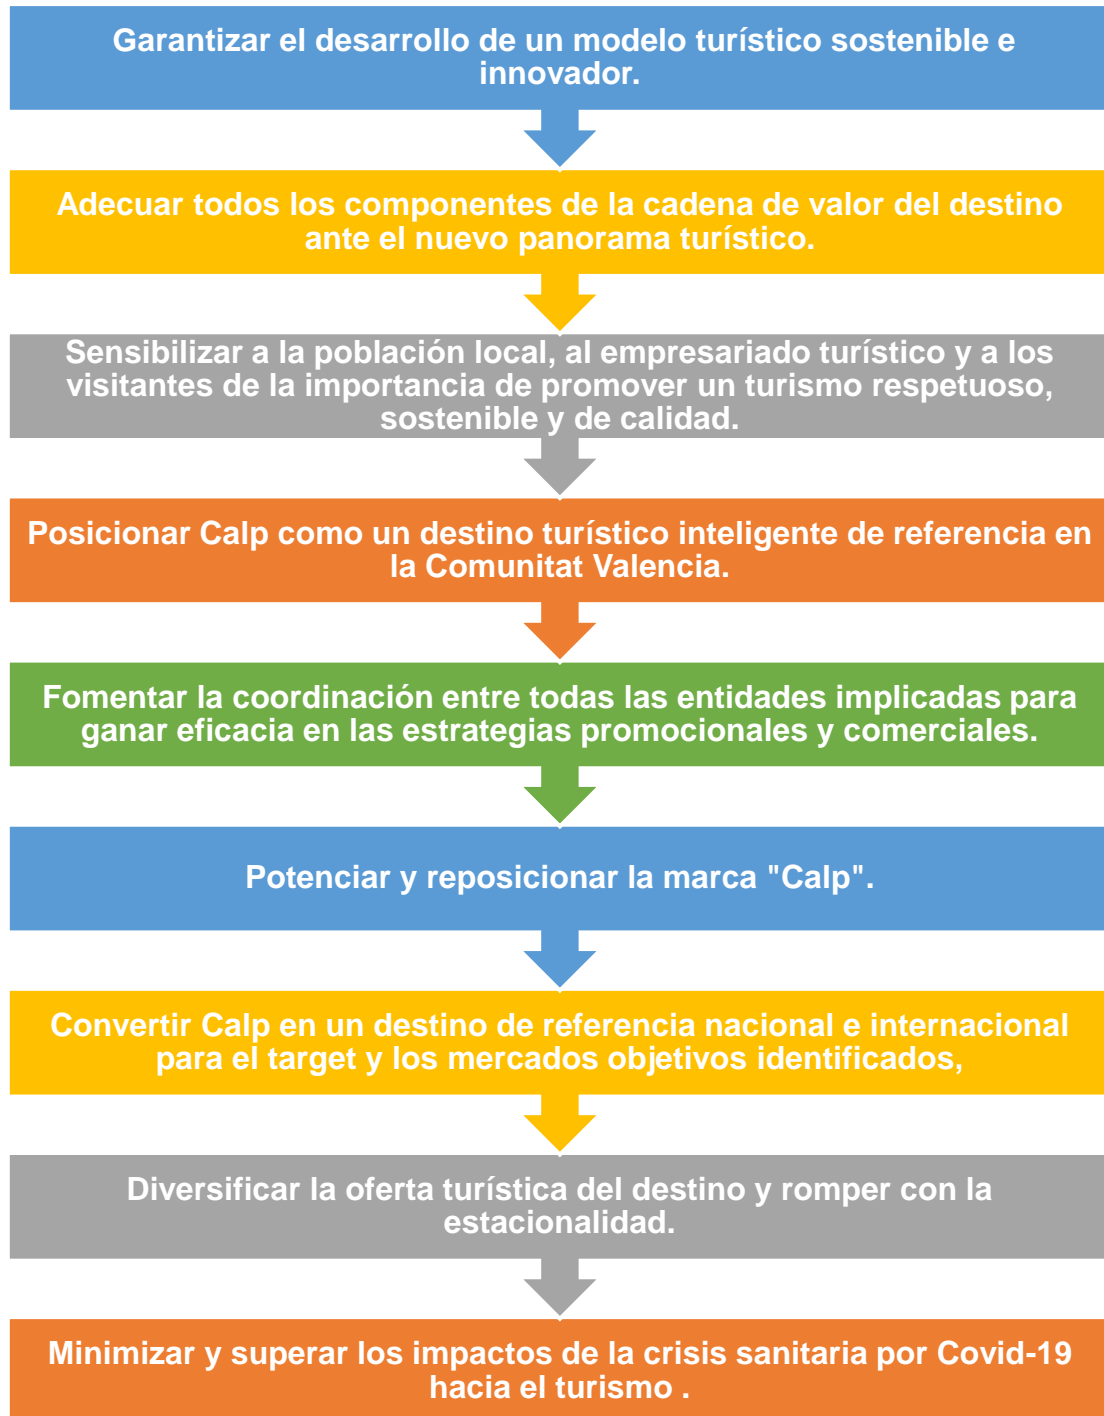 Garantizar el desarrollo de un modelo turístico sostenible e
innovador.
Adecuar todos los componentes de la cadena de valor del destino
ante el nuevo panorama turístico.
Sensibilizar a la población local, al empresariado turístico y a los
visitantes de la importancia de promover un turismo respetuoso,
sostenible y de calidad.
Posicionar Calp como un destino turístico inteligente de referencia en
la Comunitat Valencia.
Fomentar la coordinación entre todas las entidades implicadas para
ganar eficacia en las estrategias promocionales y comerciales.
Potenciar y reposicionar la marca "Calp".
Convertir Calp en un destino de referencia nacional e internacional
para el target y los mercados objetivos identificados,
Diversificar la oferta turística del destino y romper con la
estacionalidad.
Minimizar y superar los impactos de la crisis sanitaria por Covid-19
hacia el turismo .